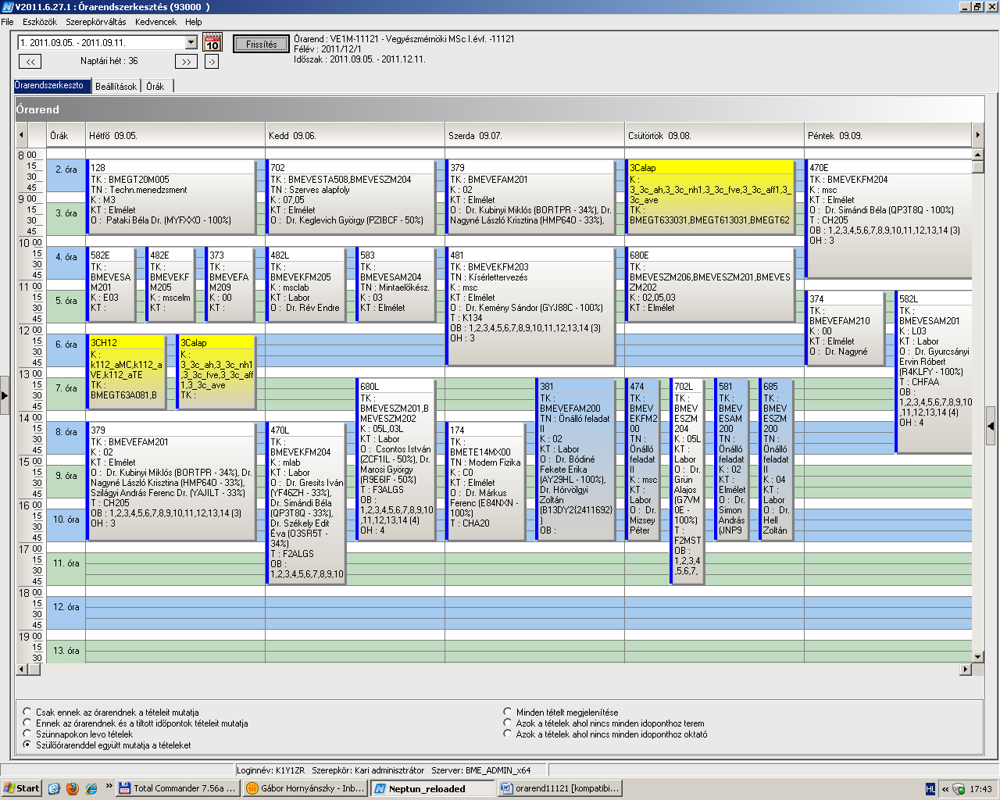 V2011.6.27.1 : Órarendszerkesztés (93000 )
File Eszközök Szerepkörváltás Kedvencek Help
1. 2011.09.05. - 2011.09.11.
10
Frissítés
Órarend : VE1M-11121 - Vegyészmérnöki MSc I.évf. -11121
Félév : 2011/12/1
Időszak : 2011.09.05. - 2011.12.11.
<< Naptári hét : 36 >> ->
Órarendszerkeszto Beállítások Órák
Órarend
Órák Hétfő 09.05. Kedd 09.06. Szerda 09.07. Csütörtök 09.08. Péntek 09.09.
8 00
15
30
45
9 00
15
30
45
10 00
15
30
45
11 00
15
30
45
12 00
15
30
45
13 00
15
30
45
14 00
15
30
45
15 00
15
30
45
16 00
15
30
45
17 00
15
30
45
18 00
15
30
45
19 00
15
30
2. óra
3. óra
4. óra
5. óra
6. óra
7. óra
8. óra
9. óra
10. óra
11. óra
12. óra
13. óra
128
TK : BMEGT20M005
TN : Techn.menedzsment
K : M3
KT : Elmélet
O : Pataki Béla Dr. (MYFXXO - 100%)
582E
TK :
BMEVESA
M201
K : E03
KT :
482E
TK :
BMEVEKF
M205
K : mscelm
KT :
373
TK :
BMEVEFA
M209
K : 00
KT :
3CH12
K :
k112_aMC,k112_a
VE,k112_aTE
TK :
BMEGT63A081,B
3Calap
K :
3_3c_ah,3_3c_nh1
,3_3c_fve,3_3c_aff
1,3_3c_ave
TK :
379
TK : BMEVEFAM201
K : 02
KT : Elmélet
O : Dr. Kubinyi Miklós (BORTPR - 34%), Dr.
Nagyné László Krisztina (HMP64O - 33%),
Szilágyi András Ferenc Dr. (YAJILT - 33%)
T : CH205
OB : 1,2,3,4,5,6,7,8,9,10,11,12,13,14 (3)
OH : 3
702
TK : BMEVESTA508,BMEVESZM204
TN : Szerves alapfoly
K : 07,05
KT : Elmélet
O : Dr. Keglevich György (PZIBCF - 50%)
482L
TK :
BMEVEKFM205
K : msclab
KT : Labor
O : Dr. Rév Endre
583
TK :
BMEVESAM204
TN : Mintaelőkész.
K : 03
KT : Elmélet
470L
TK :
BMEVEKFM204
K : mlab
KT : Labor
O : Dr. Gresits Iván
(YF46ZH - 33%),
Dr. Simándi Béla
(QP3T8Q - 33%),
Dr. Székely Edit
Éva (O3SR5T -
34%)
T : F2ALGS
OB :
1,2,3,4,5,6,7,8,9,10
680L
TK :
BMEVESZM201,B
MEVESZM202
K : 05L,03L
KT : Labor
O : Csontos István
(ZCF1IL - 50%), Dr.
Marosi György
(R9E6IF - 50%)
T : F3ALGS
OB :
1,2,3,4,5,6,7,8,9,10
,11,12,13,14 (4)
OH : 4
379
TK : BMEVEFAM201
K : 02
KT : Elmélet
O : Dr. Kubinyi Miklós (BORTPR - 34%), Dr.
Nagyné László Krisztina (HMP64O - 33%),
481
TK : BMEVEKFM203
TN : Kísérlettervezés
K : msc
KT : Elmélet
O : Dr. Kemény Sándor (GYJ88C - 100%)
T : K134
OB : 1,2,3,4,5,6,7,8,9,10,11,12,13,14 (3)
OH : 3
174
TK :
BMETE14MX00
TN : Modern Fizika
K : C0
KT : Elmélet
O : Dr. Márkus
Ferenc (E84NXN -
100%)
T : CHA20
381
TK :
BMEVEFAM200
TN : Önálló feladat
II
K : 02
KT : Labor
O : Dr. Bódiné
Fekete Erika
(AY29HL - 100%),
Dr. Hórvölgyi
Zoltán
(B13DY2{2411692}
)
OB :
3Calap
K :
3_3c_ah,3_3c_nh1,3_3c_fve,3_3c_aff1,3_
3c_ave
TK :
BMEGT633031,BMEGT613031,BMEGT62
680E
TK :
BMEVESZM206,BMEVESZM201,BMEVES
ZM202
K : 02,05,03
KT : Elmélet
474
TK :
BMEV
EKFM2
00
TN :
Önálló
feladat
II
K : msc
KT :
Labor
O : Dr.
Mizsey
Péter
702L
TK :
BMEV
ESZM
204
K : 05L
KT :
Labor
O : Dr.
Grün
Alajos
(G7VM
0E -
100%)
T :
F2MST
OB :
1,2,3,4
,5,6,7,
581
TK :
BMEV
ESAM
200
TN :
Önálló
feladat
K : 02
KT :
Elmélet
O : Dr.
Simon
András
(JNP9
685
TK :
BMEV
ESZM
200
TN :
Önálló
feladat
II
K : 04
KT :
Labor
O : Dr.
Hell
Zoltán
470E
TK : BMEVEKFM204
K : msc
KT : Elmélet
O : Dr. Simándi Béla (QP3T8Q - 100%)
T : CH205
OB : 1,2,3,4,5,6,7,8,9,10,11,12,13,14 (3)
OH : 3
374
TK :
BMEVEFAM210
K : 00
KT : Elmélet
O : Dr. Nagyné
582L
TK :
BMEVESAM201
K : L03
KT : Labor
O : Dr. Gyurcsányi
Ervin Róbert
(R4KLFY - 100%)
T : CHFAA
OB :
1,2,3,4,5,6,7,8,9,10
,11,12,13,14 (4)
OH : 4
Csak ennek az órarendnek a tételeit mutatja
Ennek az órarendnek és a tiltott időpontok tételeit mutatja
Szünnapokon levo tételek
Szülőórarenddel együtt mutatja a tételeket
Minden tételt megjelenítése
Azok a tételek ahol nincs minden idoponthoz terem
Azok a tételek ahol nincs minden idoponthoz oktató
Loginnév: K1Y1ZR Szerepkör: Kari adminisztrátor Szerver: BME_ADMIN_x64
Start » Total Commander 7.56a ... Gábor Hornyánszky - Inb... Neptun_reloaded orarend11121 [kompatibi... HU « 17:43